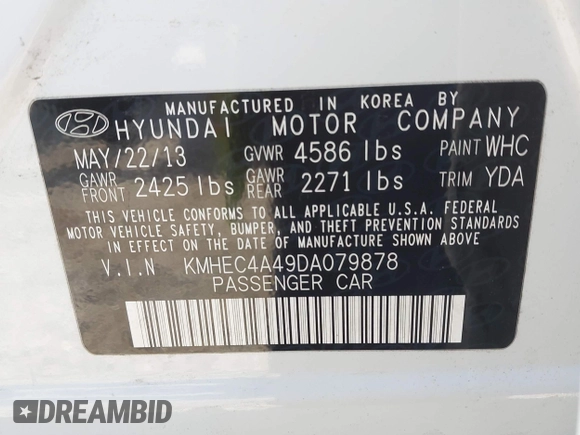 MANUFACTURED IN KOREA BY
HYUNDAI MOTOR COMPANY
MAY/22/13 GVWR 4586 lbs PAINT WHC
GAWR FRONT 2425 lbs GAWR REAR 2271 lbs TRIM YDA
THIS VEHICLE CONFORMS TO ALL APPLICABLE U.S.A. FEDERAL
MOTOR VEHICLE SAFETY, BUMPER, AND THEFT PREVENTION STANDARDS
IN EFFECT ON THE DATE OF MANUFACTURE SHOWN ABOVE.
V.I.N KMHEC4A49DA079878
PASSENGER CAR
DREAMBID